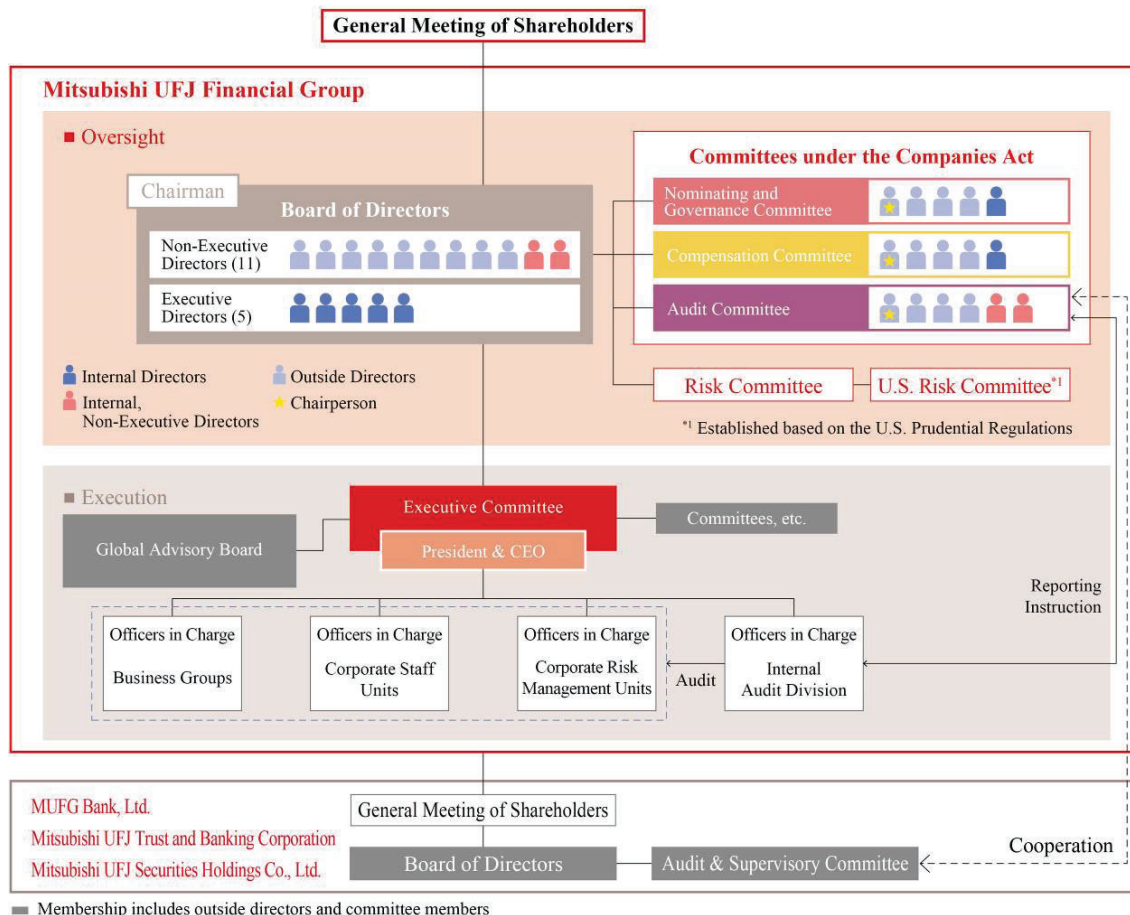 General Meeting of Shareholders
Mitsubishi UFJ Financial Group
Oversight
Chairman
Board of Directors
Non-Executive
Directors (11)
Executive
Directors (5)
Internal Directors
Outside Directors
Internal,
Non-Executive Directors
Chairperson
Committees under the Companies Act
Nominating and
Governance Committee
Compensation Committee
Audit Committee
Risk Committee
U.S. Risk Committee*1
*1 Established based on the U.S. Prudential Regulations
Execution
Executive Committee
President & CEO
Global Advisory Board
Committees, etc.
Reporting
Instruction
Officers in Charge
Business Groups
Officers in Charge
Corporate Staff
Units
Officers in Charge
Corporate Risk
Management Units
Audit
Officers in Charge
Internal
Audit Division
MUFG Bank, Ltd.
Mitsubishi UFJ Trust and Banking Corporation
Mitsubishi UFJ Securities Holdings Co., Ltd.
General Meeting of Shareholders
Board of Directors
Audit & Supervisory Committee
Cooperation
Membership includes outside directors and committee members